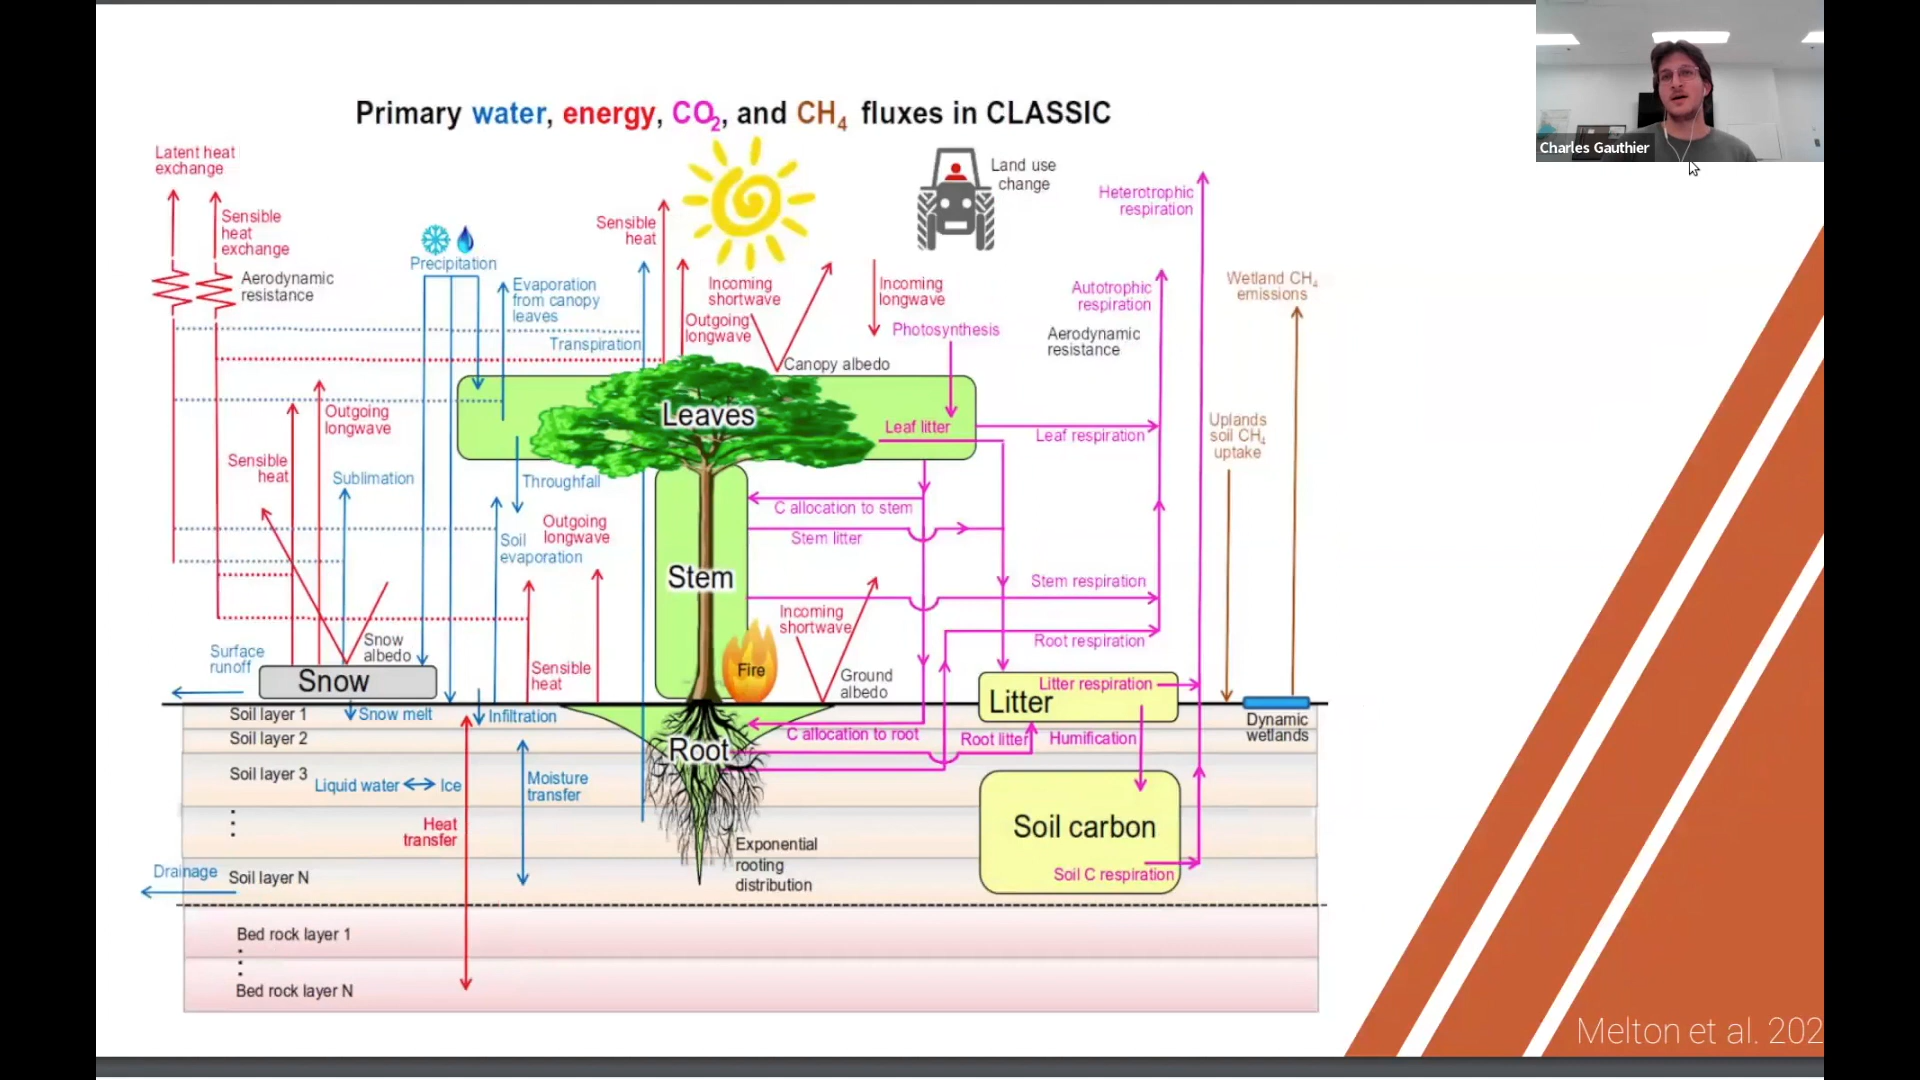 Primary water, energy, CO2, and CH4 fluxes in CLASSIC
Charles Gauthier
Latent heat
exchange
Sensible
heat
exchange
Aerodynamic
resistance
Precipitation
Evaporation
from canopy
leaves
Transpiration
Sensible
heat
Incoming
shortwave
Outgoing
longwave
Incoming
longwave
Land use
change
Photosynthesis
Canopy albedo
Heterotrophic
respiration
Autotrophic
respiration
Aerodynamic
resistance
Wetland CH4
emissions
Leaves
Leaf litter
Leaf respiration
Uplands
soil CH4
uptake
Outgoing
longwave
Sensible
heat
Sublimation
Throughfall
Outgoing
longwave
Soil
evaporation
C allocation to stem
Stem litter
Stem
Stem respiration
Incoming
shortwave
Root respiration
Surface
runoff
Snow
albedo
Snow
Sensible
heat
Fire
Ground
albedo
Litter respiration
Litter
Soil layer 1
Snow melt
Infiltration
C allocation to root
Root litter
Humification
Dynamic
wetlands
Soil layer 2
Root
Soil layer 3
Liquid water
Ice
Moisture
transfer
Heat
transfer
Soil carbon
Exponential
rooting
distribution
Drainage
Soil layer N
Soil C respiration
Bed rock layer 1
Bed rock layer N
Melton et al. 202